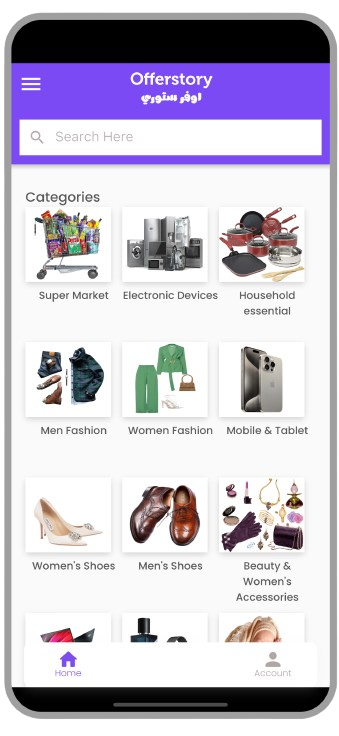 Offerstory
اوفر ستوري
Search Here
Categories
Super Market
Electronic Devices
Household
essential
Men Fashion
Women Fashion
Mobile & Tablet
Women's Shoes
Men's Shoes
Beauty &
Women's
Accessories
Home
Account